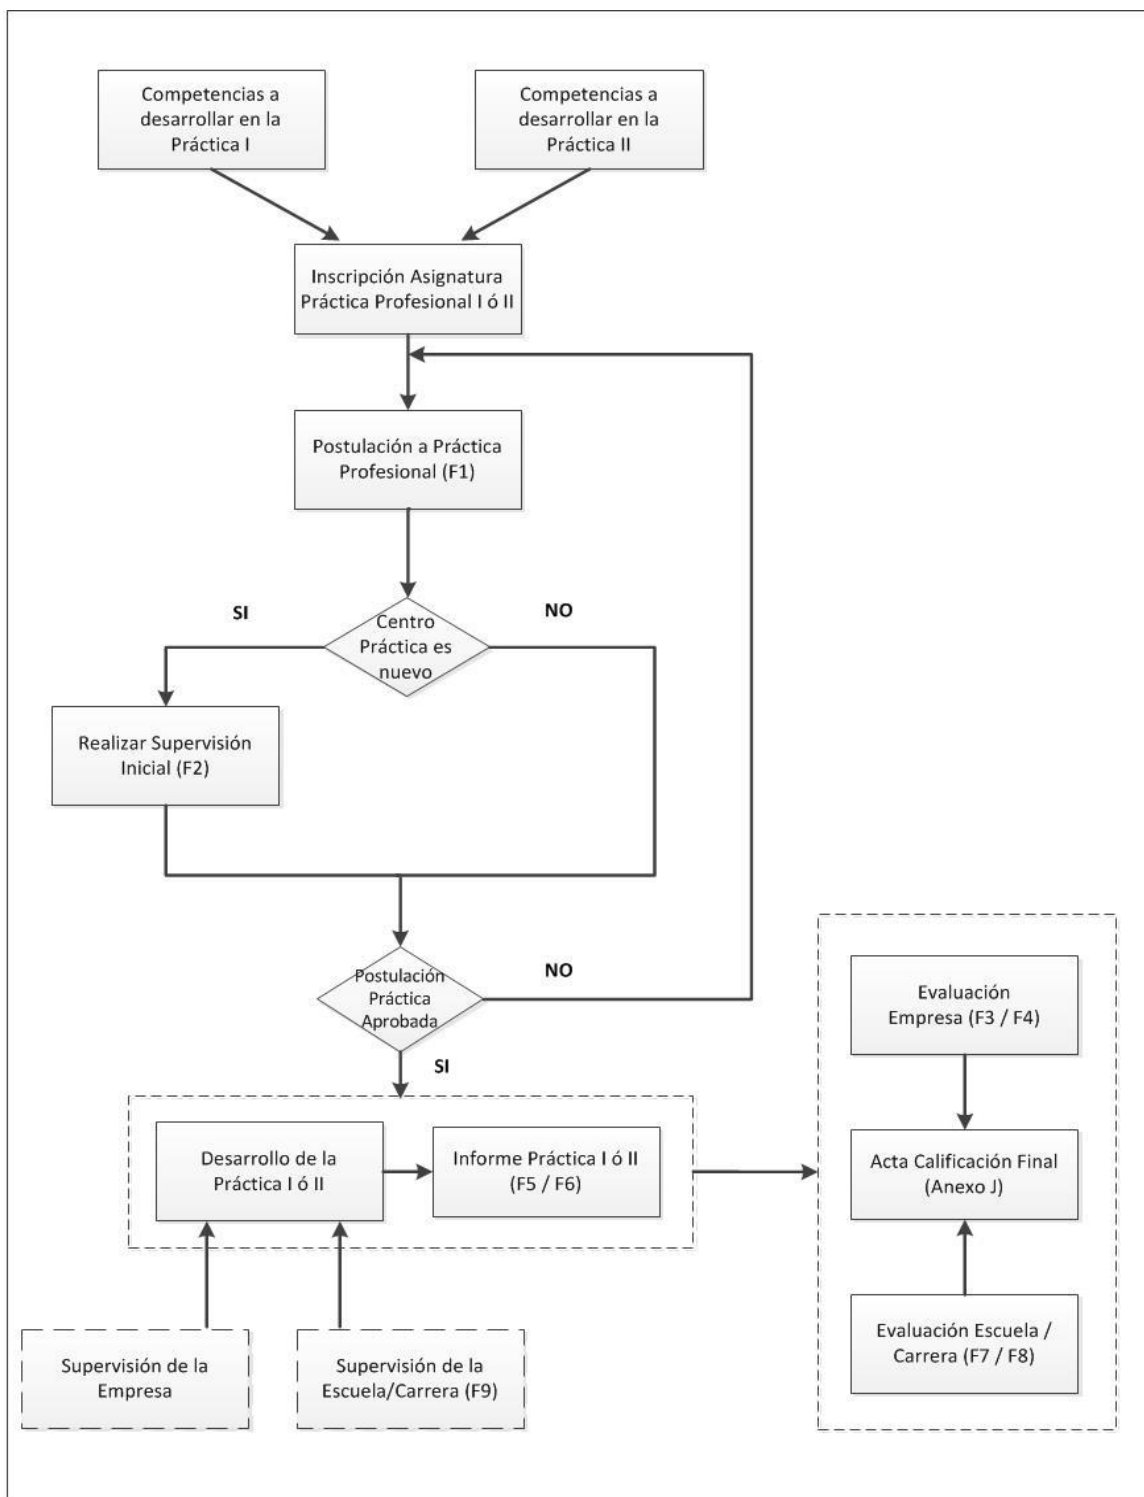 Competencias a
desarrollar en la
Práctica I
Competencias a
desarrollar en la
Práctica II
Inscripción Asignatura
Práctica Profesional I ó II
Postulación a Práctica
Profesional (F1)
SI
NO
Centro
Práctica es
nuevo
Realizar Supervisión
Inicial (F2)
Postulación
Práctica
Aprobada
NO
SI
Desarrollo de la
Práctica I ó II
Informe Práctica I ó II
(F5 / F6)
Supervisión de la
Empresa
Supervisión de la
Escuela/Carrera (F9)
Evaluación
Empresa (F3 / F4)
Acta Calificación Final
(Anexo J)
Evaluación Escuela /
Carrera (F7 / F8)